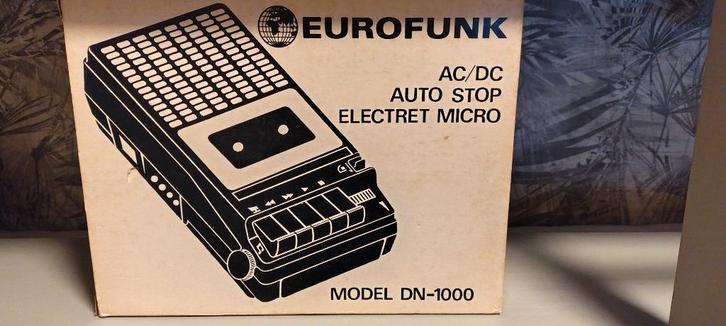 EUROFUNK
AC/DC
AUTO STOP
ELECTRET MICRO
MODEL DN-1000